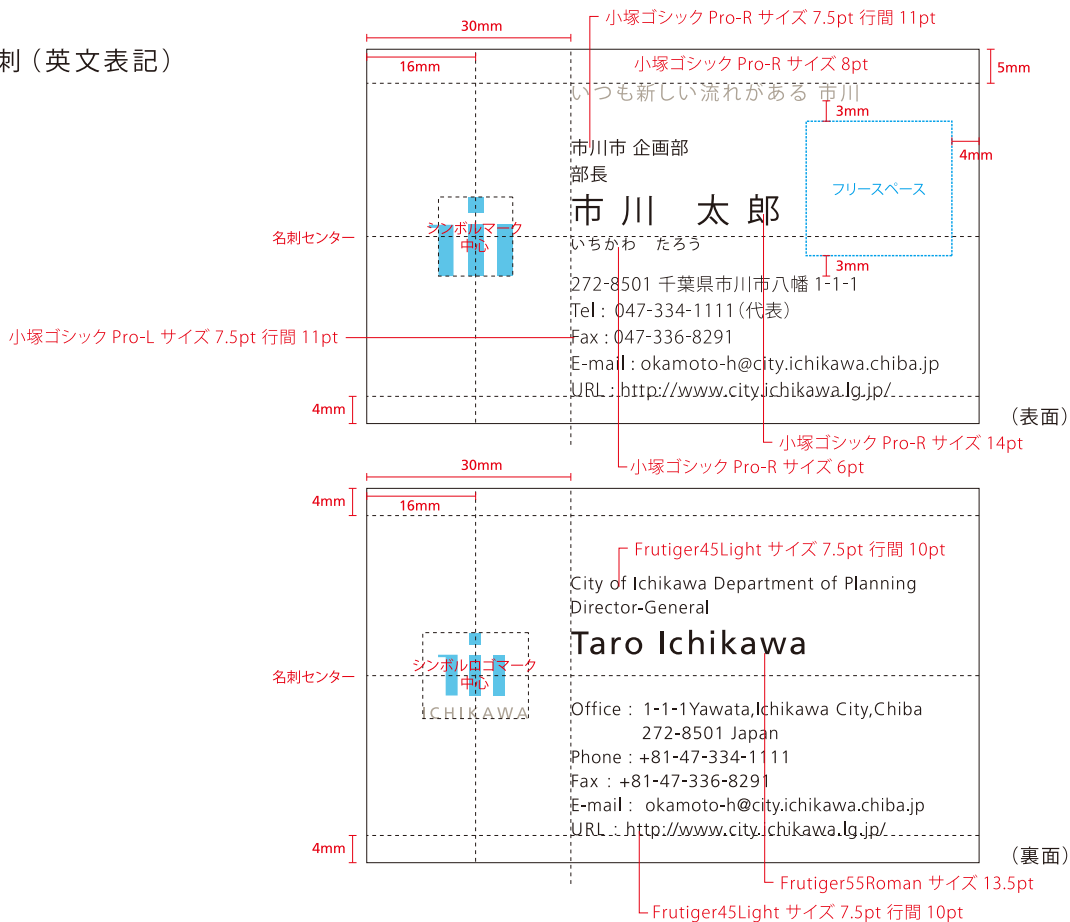 刺（英文表記）
小塚ゴシック Pro-R サイズ 7.5pt 行間 11pt
30mm
16mm
小塚ゴシック Pro-R サイズ 8pt
5mm
いつも新しい流れがある 市川
3mm
市川市 企画部
4mm
部長
フリースペース
市川 太郎
シンボルマーク
中心
名刺センター
いちかわ たろう
3mm
272-8501 千葉県市川市八幡 1-1-1
Tel : 047-334-1111（代表）
小塚ゴシック Pro-L サイズ 7.5pt 行間 11pt
Fax : 047-336-8291
E-mail : okamoto-h@city.ichikawa.chiba.jp
URL : http://www.city.ichikawa.lg.jp/
4mm
（表面）
小塚ゴシック Pro-R サイズ 14pt
小塚ゴシック Pro-R サイズ 6pt
30mm
4mm
16mm
Frutiger45Light サイズ 7.5pt 行間 10pt
City of Ichikawa Department of Planning
Director-General
Taro Ichikawa
シンボルロゴマーク
中心
名刺センター
ICHIKAWA
Office : 1-1-1Yawata,Ichikawa City,Chiba
272-8501 Japan
Phone : +81-47-334-1111
Fax : +81-47-336-8291
E-mail : okamoto-h@city.ichikawa.chiba.jp
URL : http://www.city.ichikawa.lg.jp/
4mm
（裏面）
Frutiger55Roman サイズ 13.5pt
Frutiger45Light サイズ 7.5pt 行間 10pt